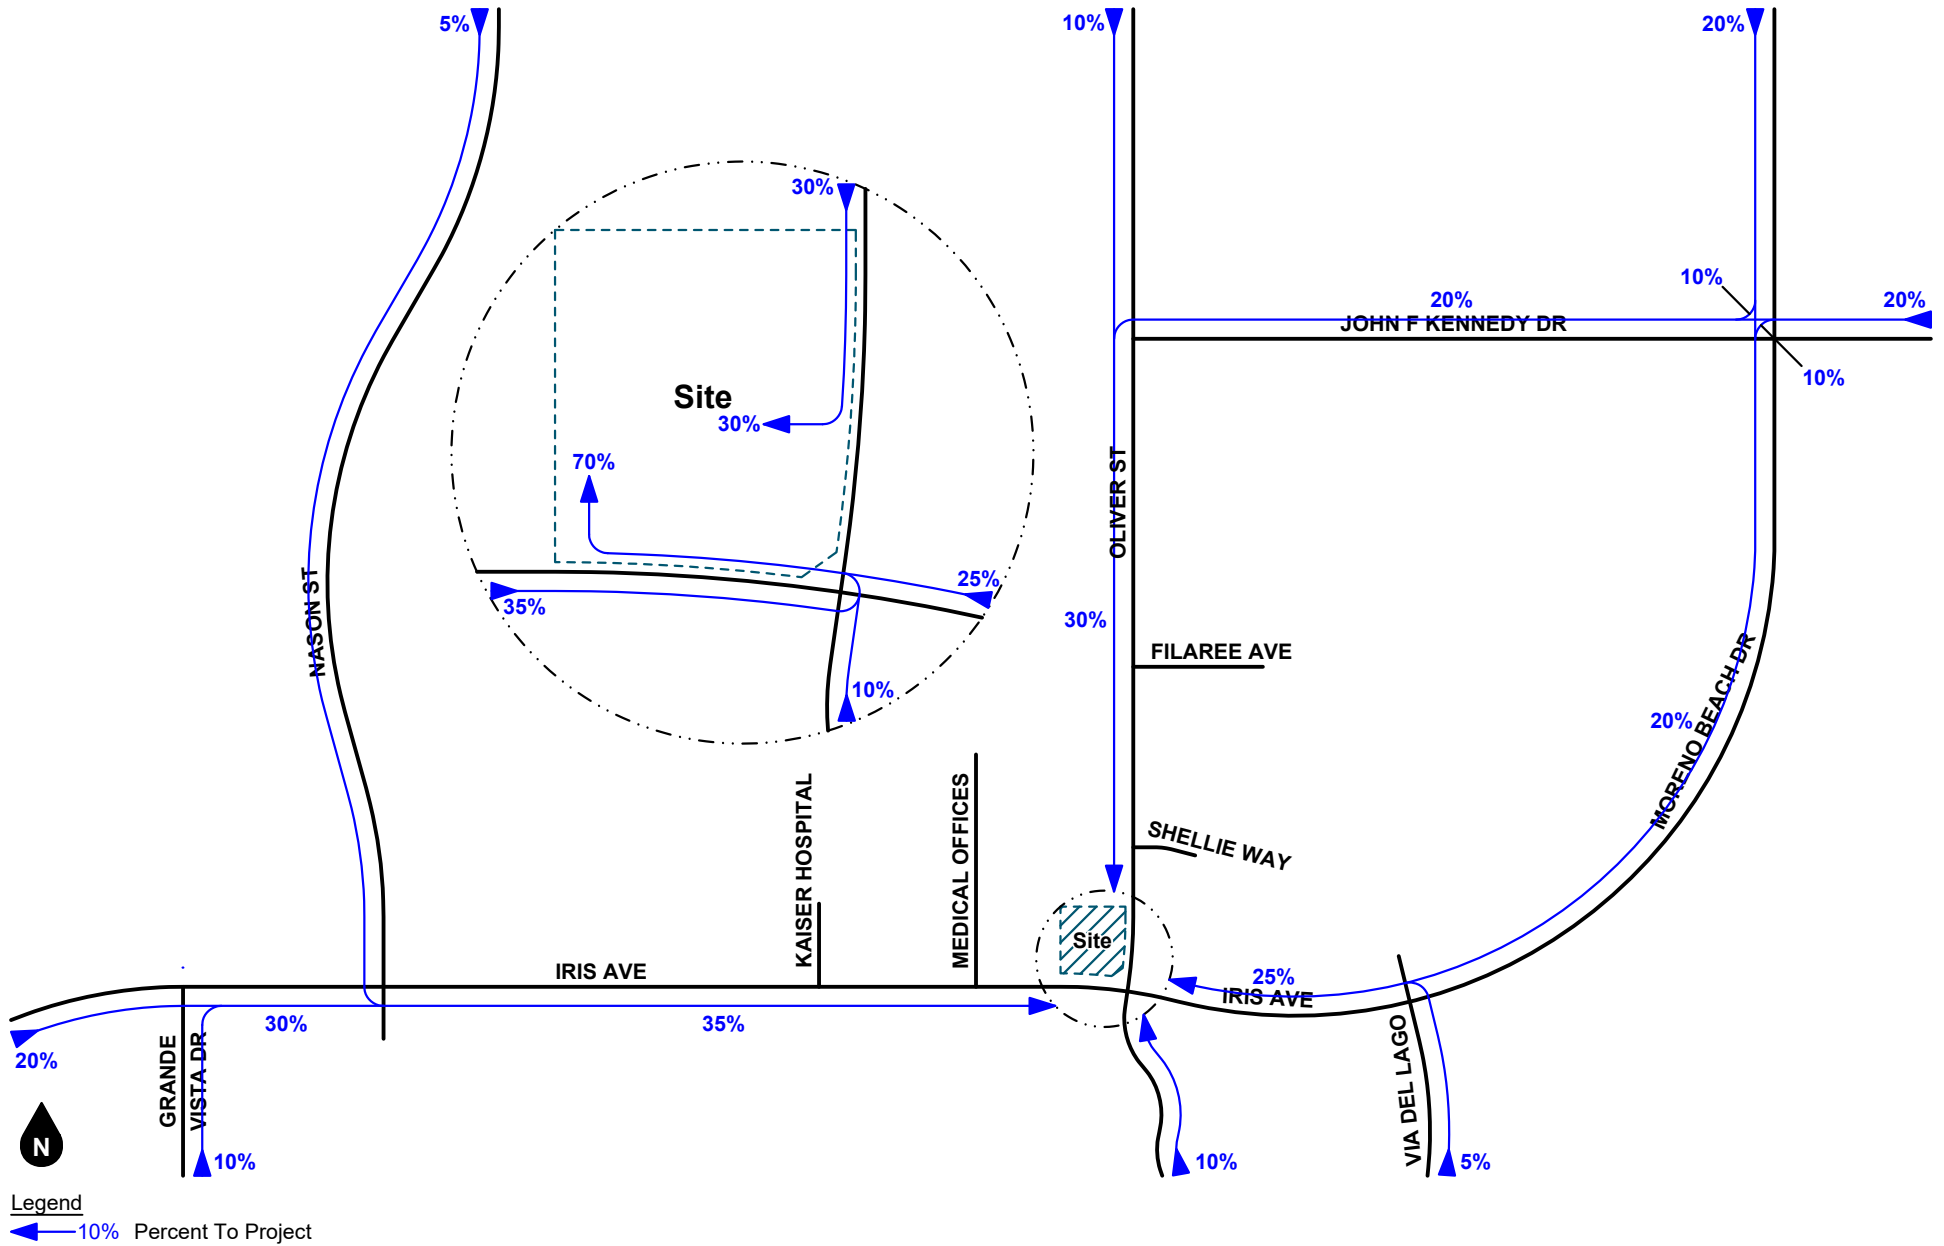 5%
10%
20%
30%
10%
20%
20%
JOHN F KENNEDY DR
10%
Site
30%
70%
OLIVER ST
25%
35%
NASON ST
30%
FILAREE AVE
10%
20%
MORENO BEACH DR
KAISER HOSPITAL
MEDICAL OFFICES
SHELLIE WAY
Site
IRIS AVE
25%
IRIS AVE
30%
35%
20%
GRANDE
VISTA DR
VIA DEL LAGO
N
10%
10%
5%
Legend
10% Percent To Project